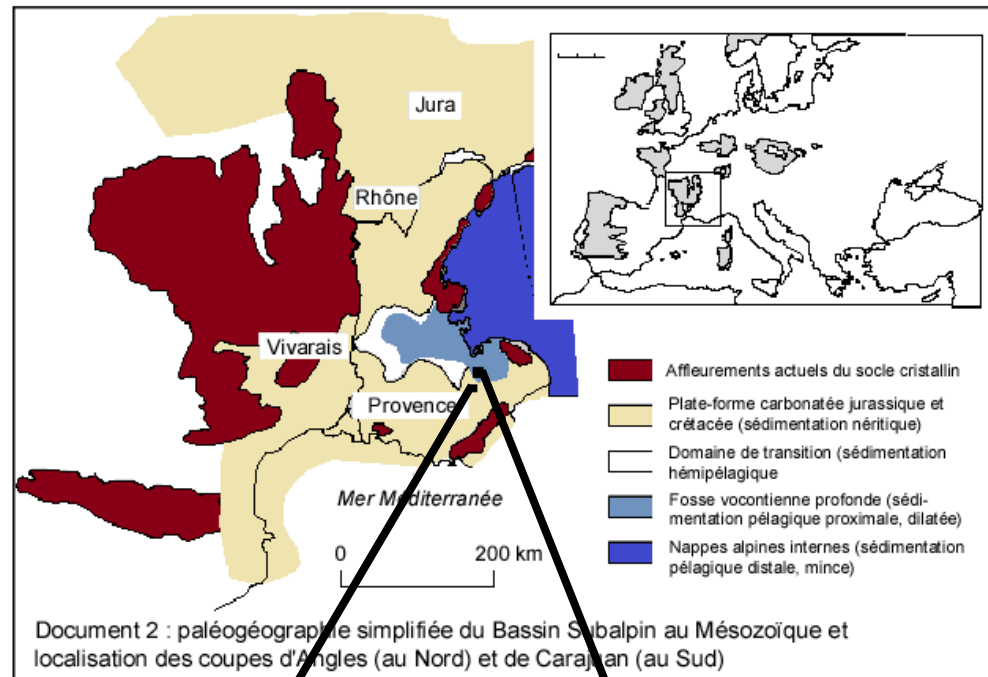 Jura
Rhône
Vivarais
Provence
Mer Méditerranée
0 200 km
Affleurements actuels du socle cristallin
Plate-forme carbonatée jurassique et
crétacée (sédimentation néritique)
Domaine de transition (sédimentation
hémipélagique
Fosse vocontienne profonde (sédi-
mentation pélagique proximale, dilatée)
Nappes alpines internes (sédimentation
pélagique distale, mince)
Document 2 : paléogéographie simplifiée du Bassin Subalpin au Mésozoïque et
localisation des coupes d'Angles (au Nord) et de Carajuan (au Sud)